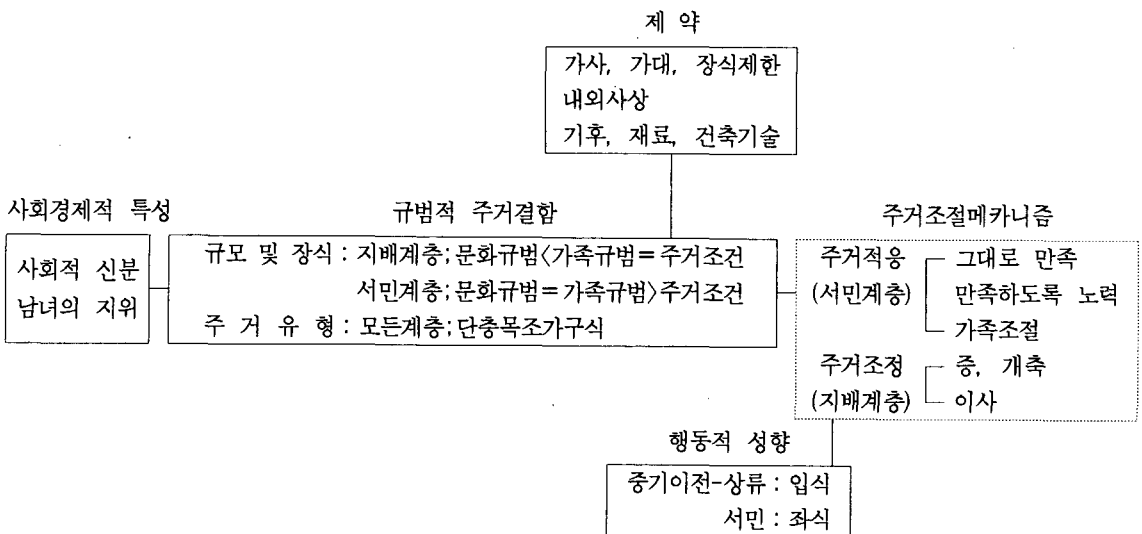 제 약
가사, 가대, 장식제한
내외사상
기후, 재료, 건축기술
사회경제적 특성
사회적 신분
남녀의 지위
규범적 주거결함
규모 및 장식 : 지배계층; 문화규범<가족규범=주거조건
서민계층; 문화규범=가족규범>주거조건
주 거 유 형 : 모든계층; 단층목조가구식
주거조절메카니즘
주거적응
(서민계층)
그대로 만족
만족하도록 노력
가족조절
주거조정
(지배계층)
증, 개축
이사
행동적 성향
중기이전-상류 : 입식
서민 : 좌식